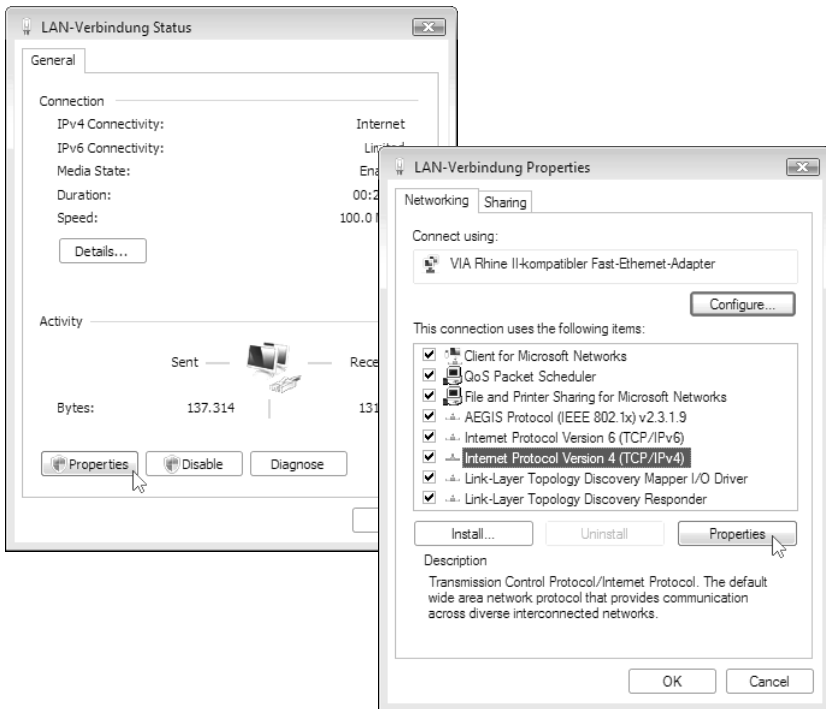 LAN-Verbindung Status
General
Connection
IPv4 Connectivity: Internet
IPv6 Connectivity:
Media State:
Duration:
Speed: 100.0
Details...
Activity
Sent
Bytes: 137.314
Properties Disable Diagnose
LAN-Verbindung Properties
Networking Sharing
Connect using:
VIA Rhine II-kompatibler Fast-Ethernet-Adapter
Configure...
This connection uses the following items:
Client for Microsoft Networks
QoS Packet Scheduler
File and Printer Sharing for Microsoft Networks
AEGIS Protocol (IEEE 802.1x) v2.3.1.9
Internet Protocol Version 6 (TCP/IPv6)
Internet Protocol Version 4 (TCP/IPv4)
Link-Layer Topology Discovery Mapper I/O Driver
Link-Layer Topology Discovery Responder
Install... Uninstall Properties
Description
Transmission Control Protocol/Internet Protocol. The default
wide area network protocol that provides communication
across diverse interconnected networks.
OK Cancel